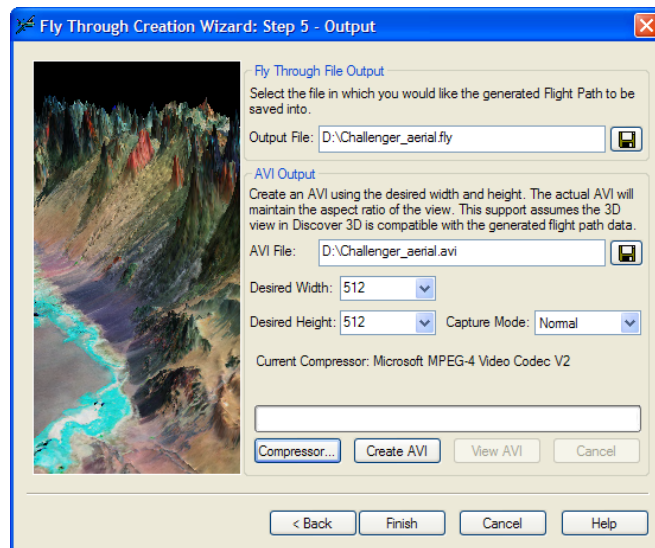 Fly Through Creation Wizard: Step 5 - Output
Fly Through File Output
Select the file in which you would like the generated Flight Path to be
saved into.
Output File: D:\Challenger_aerial.fly
AVI Output
Create an AVI using the desired width and height. The actual AVI will
maintain the aspect ratio of the view. This support assumes the 3D
view in Discover 3D is compatible with the generated flight path data.
AVI File: D:\Challenger_aerial.avi
Desired Width: 512
Desired Height: 512 Capture Mode: Normal
Current Compressor: Microsoft MPEG-4 Video Codec V2
Compressor... Create AVI View AVI Cancel
< Back Finish Cancel Help